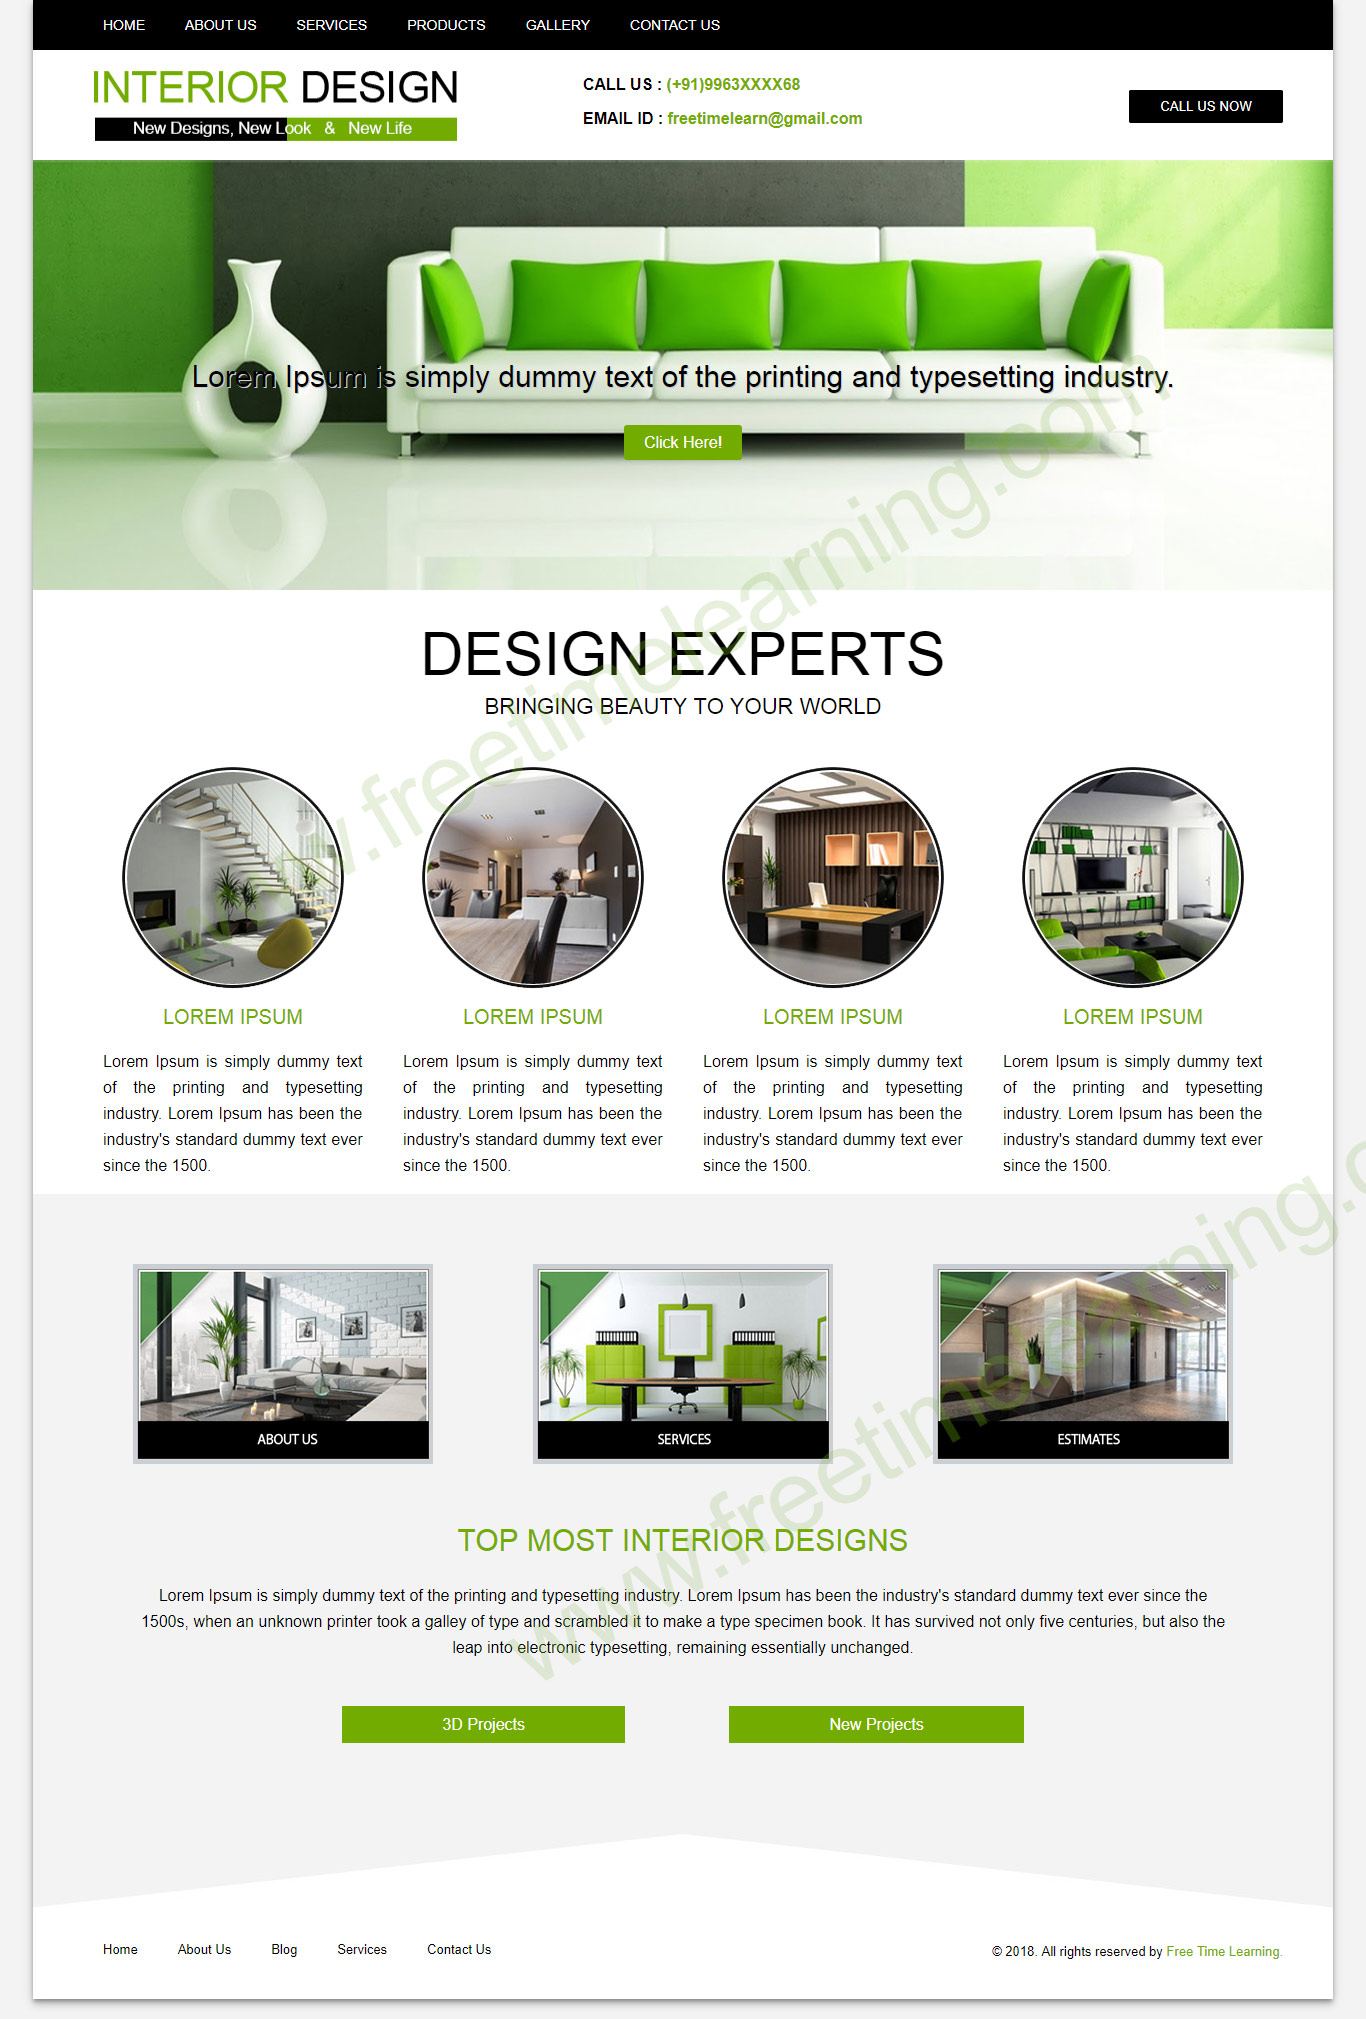 HOME ABOUT US SERVICES PRODUCTS GALLERY CONTACT US
INTERIOR DESIGN
New Designs, New Look & New Life
CALL US : (+91)9963XXXX68
EMAIL ID : freetimelearn@gmail.com
CALL US NOW
Lorem Ipsum is simply dummy text of the printing and typesetting industry.
Click Here!
www.freetimelearning.com
DESIGN EXPERTS
BRINGING BEAUTY TO YOUR WORLD
LOREM IPSUM
Lorem Ipsum is simply dummy text
of the printing and typesetting
industry. Lorem Ipsum has been the
industry's standard dummy text ever
since the 1500.
LOREM IPSUM
Lorem Ipsum is simply dummy text
of the printing and typesetting
industry. Lorem Ipsum has been the
industry's standard dummy text ever
since the 1500.
LOREM IPSUM
Lorem Ipsum is simply dummy text
of the printing and typesetting
industry. Lorem Ipsum has been the
industry's standard dummy text ever
since the 1500.
LOREM IPSUM
Lorem Ipsum is simply dummy text
of the printing and typesetting
industry. Lorem Ipsum has been the
industry's standard dummy text ever
since the 1500.
ABOUT US
SERVICES
ESTIMATES
www.freetimelearning.c
TOP MOST INTERIOR DESIGNS
Lorem Ipsum is simply dummy text of the printing and typesetting industry. Lorem Ipsum has been the industry's standard dummy text ever since the
1500s, when an unknown printer took a galley of type and scrambled it to make a type specimen book. It has survived not only five centuries, but also the
leap into electronic typesetting, remaining essentially unchanged.
3D Projects
New Projects
Home About Us Blog Services Contact Us
© 2018. All rights reserved by Free Time Learning.